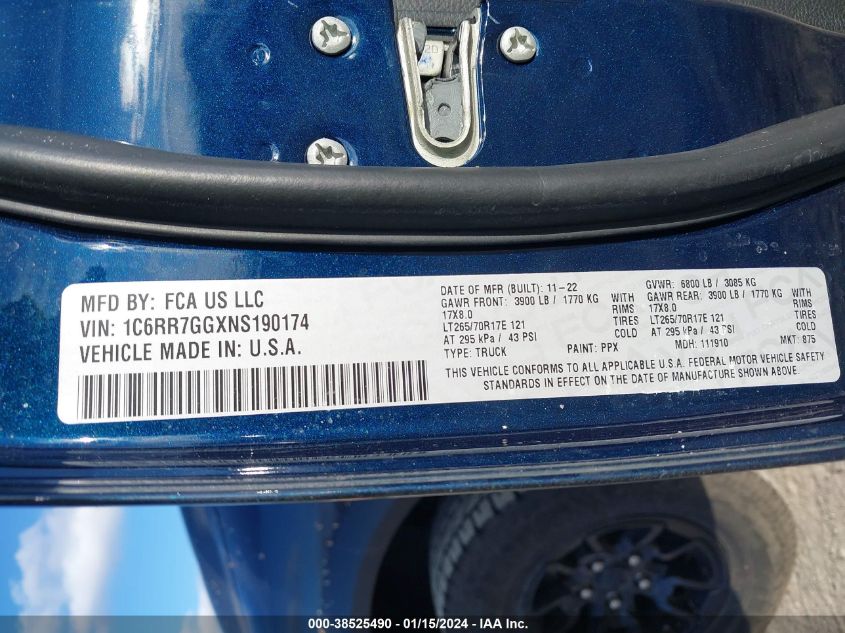 MFD BY: FCA US LLC
VIN: 1C6RR7GGXNS190174
VEHICLE MADE IN: U.S.A.
DATE OF MFR (BUILT): 11-22 GVWR: 6800 LB / 3085 KG
GAWR FRONT: 3900 LB / 1770 KG WITH GAWR REAR: 3900 LB / 1770 KG WITH
17X8.0 RIMS 17X8.0 RIMS
LT265/70R17E 121 TIRES LT265/70R17E 121 TIRES
AT 295 kPa / 43 PSI COLD AT 295 kPa / 43 PSI COLD
TYPE: TRUCK PAINT: PPX MDH: 111910 MKT: 875
THIS VEHICLE CONFORMS TO ALL APPLICABLE U.S.A. FEDERAL MOTOR VEHICLE SAFETY
STANDARDS IN EFFECT ON THE DATE OF MANUFACTURE SHOWN ABOVE.
000-38525490 - 01/15/2024 - IAA Inc.